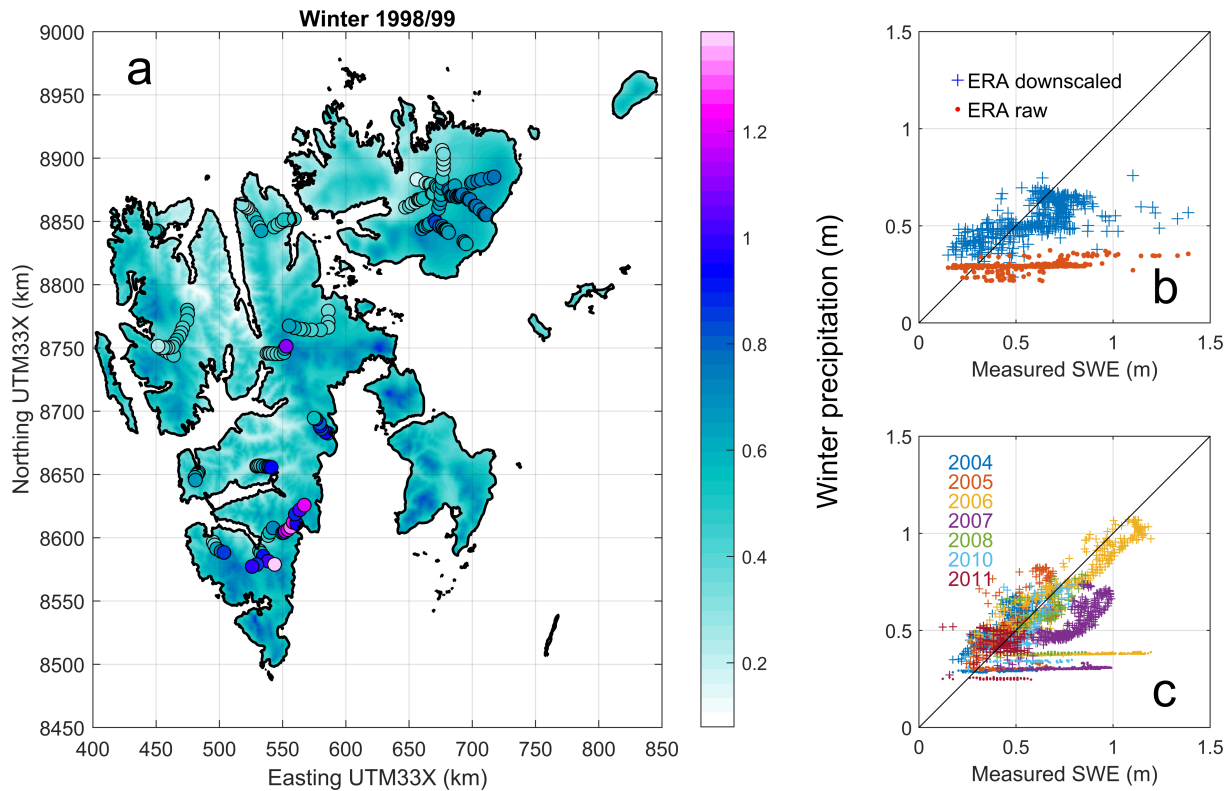 Winter 1998/99
a
9000
8950
8900
8850
8800
8750
8700
8650
8600
8550
8500
8450
Northing UTM33X (km)
400 450 500 550 600 650 700 750 800 850
Easting UTM33X (km)
1.2
1
0.8
0.6
0.4
0.2
Winter precipitation (m)
1.5
1
0.5
0
ERA downscaled
ERA raw
b
0 0.5 1 1.5
Measured SWE (m)
1.5
1
0.5
0
2004
2005
2006
2007
2008
2010
2011
c
0 0.5 1 1.5
Measured SWE (m)